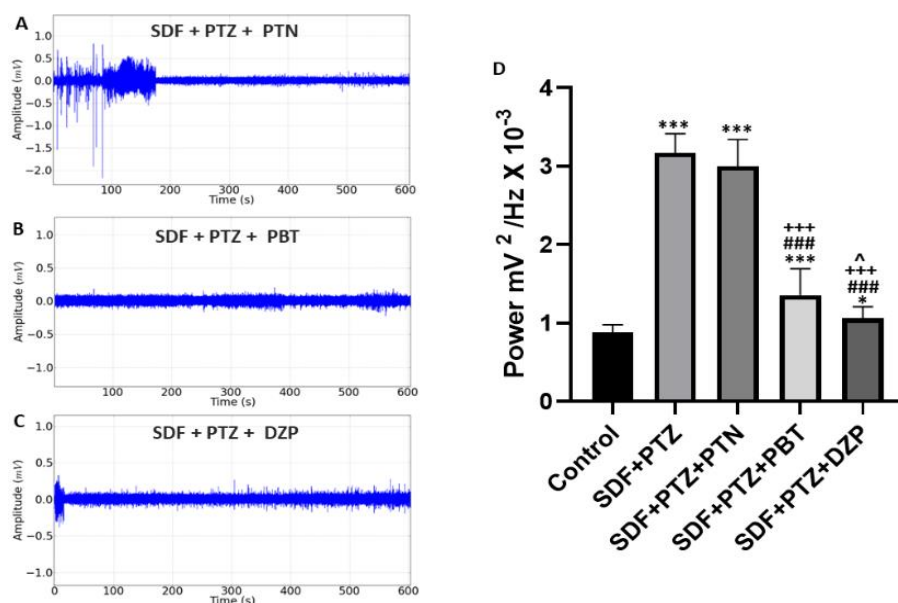 A
SDF + PTZ + PTN
Amplitude (mV)
1.0
0.5
0.0
−0.5
−1.0
−1.5
−2.0
100 200 300 400 500 600
Time (s)
B
SDF + PTZ + PBT
Amplitude (mV)
1.0
0.5
0.0
−0.5
−1.0
100 200 300 400 500 600
Time (s)
C
SDF + PTZ + DZP
Amplitude (mV)
1.0
0.5
0.0
−0.5
−1.0
0 100 200 300 400 500 600
Time (s)
D
Power mV 2 /Hz X 10-3
4
3
2
1
0
***
***
+++
###
***
^
+++
###
*
Control
SDF+PTZ
SDF+PTZ+PTN
SDF+PTZ+PBT
SDF+PTZ+DZP